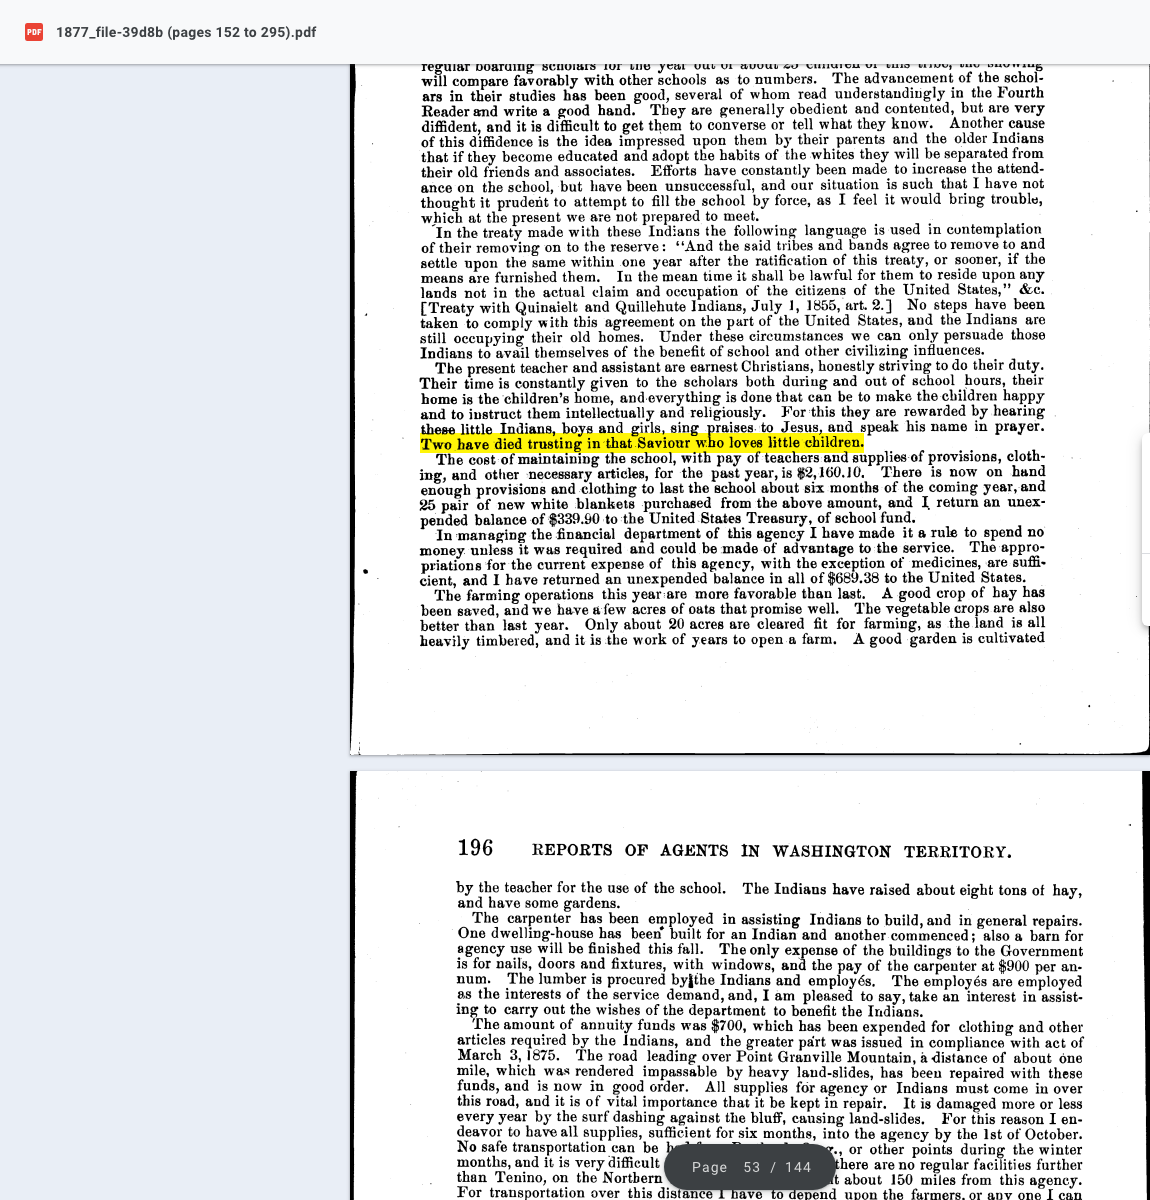 PDF 1877_file-39d8b (pages 152 to 295).pdf
regular boarding scholars for the year out of about 25 children of this tribe, the showing
will compare favorably with other schools as to numbers. The advancement of the schol-
ars in their studies has been good, several of whom read understandingly in the Fourth
Reader and write a good hand. They are generally obedient and contented, but are very
diffident, and it is difficult to get them to converse or tell what they know. Another cause
of this diffidence is the idea impressed upon them by their parents and the older Indians
that if they become educated and adopt the habits of the whites they will be separated from
their old friends and associates. Efforts have constantly been made to increase the attend-
ance on the school, but have been unsuccessful, and our situation is such that I have not
thought it prudent to attempt to fill the school by force, as I feel it would bring trouble,
which at the present we are not prepared to meet.
In the treaty made with these Indians the following language is used in contemplation
of their removing on to the reserve: "And the said tribes and bands agree to remove to and
settle upon the same within one year after the ratification of this treaty, or sooner, if the
means are furnished them. In the mean time it shall be lawful for them to reside upon any
lands not in the actual claim and occupation of the citizens of the United States," &c.
[Treaty with Quinaielt and Quillehute Indians, July 1, 1855, art. 2.] No steps have been
taken to comply with this agreement on the part of the United States, and the Indians are
still occupying their old homes. Under these circumstances we can only persuade those
Indians to avail themselves of the benefit of school and other civilizing influences.
The present teacher and assistant are earnest Christians, honestly striving to do their duty.
Their time is constantly given to the scholars both during and out of school hours, their
home is the children's home, and everything is done that can be to make the children happy
and to instruct them intellectually and religiously. For this they are rewarded by hearing
these little Indians, boys and girls, sing praises to Jesus, and speak his name in prayer.
Two have died trusting in that Saviour who loves little children.
The cost of maintaining the school, with pay of teachers and supplies of provisions, cloth-
ing, and other necessary articles, for the past year, is $2,160.10. There is now on hand
enough provisions and clothing to last the school about six months of the coming year, and
25 pair of new white blankets purchased from the above amount, and I return an unex-
pended balance of $339.90 to the United States Treasury, of school fund.
In managing the financial department of this agency I have made it a rule to spend no
money unless it was required and could be made of advantage to the service. The appro-
priations for the current expense of this agency, with the exception of medicines, are suffi-
cient, and I have returned an unexpended balance in all of $689.38 to the United States.
The farming operations this year are more favorable than last. A good crop of hay has
been saved, and we have a few acres of oats that promise well. The vegetable crops are also
better than last year. Only about 20 acres are cleared fit for farming, as the land is all
heavily timbered, and it is the work of years to open a farm. A good garden is cultivated
196 REPORTS OF AGENTS IN WASHINGTON TERRITORY.
by the teacher for the use of the school. The Indians have raised about eight tons of hay,
and have some gardens.
The carpenter has been employed in assisting Indians to build, and in general repairs.
One dwelling-house has been built for an Indian and another commenced; also a barn for
agency use will be finished this fall. The only expense of the buildings to the Government
is for nails, doors and fixtures, with windows, and the pay of the carpenter at $900 per an-
num. The lumber is procured by the Indians and employés. The employés are employed
as the interests of the service demand, and, I am pleased to say, take an interest in assist-
ing to carry out the wishes of the department to benefit the Indians.
The amount of annuity funds was $700, which has been expended for clothing and other
articles required by the Indians, and the greater part was issued in compliance with act of
March 3, 1875. The road leading over Point Granville Mountain, a distance of about one
mile, which was rendered impassable by heavy land-slides, has been repaired with these
funds, and is now in good order. All supplies for agency or Indians must come in over
this road, and it is of vital importance that it be kept in repair. It is damaged more or less
every year by the surf dashing against the bluff, causing land-slides. For this reason I en-
deavor to have all supplies, sufficient for six months, into the agency by the 1st of October.
No safe transportation can be or other points during the winter
months, and it is very difficult there are no regular facilities further
than Tenino, on the Northern about 150 miles from this agency.
For transportation over this distance I have to depend upon the farmers, or any one I can
Page 53 / 144